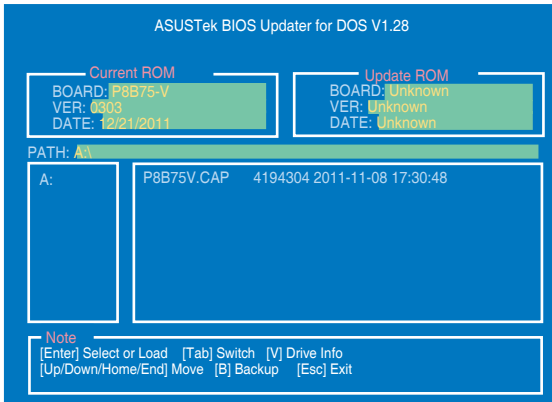 ASUSTek BIOS Updater for DOS V1.28
Current ROM
BOARD: P8B75-V
VER: 0303
DATE: 12/21/2011
Update ROM
BOARD: Unknown
VER: Unknown
DATE: Unknown
PATH: A:\
A:
P8B75V.CAP 4194304 2011-11-08 17:30:48
Note
[Enter] Select or Load [Tab] Switch [V] Drive Info
[Up/Down/Home/End] Move [B] Backup [Esc] Exit